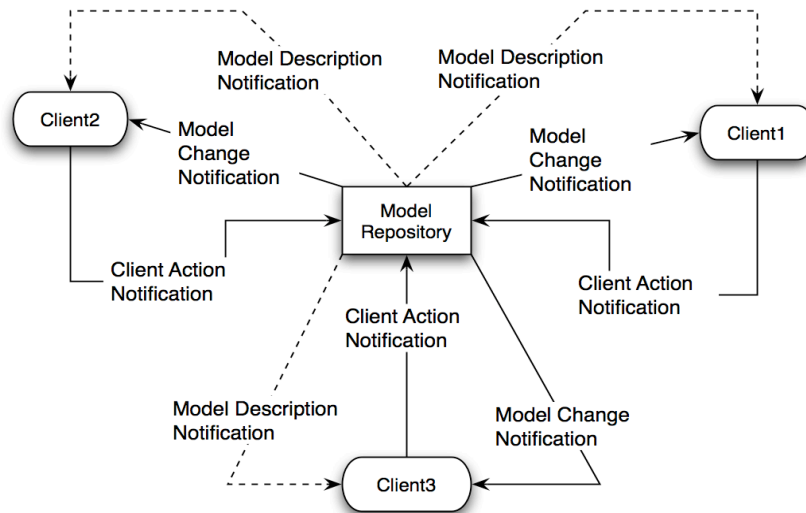 Model Description
Notification
Model Description
Notification
Client2
Client1
Model
Change
Notification
Model
Change
Notification
Model
Repository
Client Action
Notification
Client Action
Notification
Client Action
Notification
Model Description
Notification
Model Change
Notification
Client3